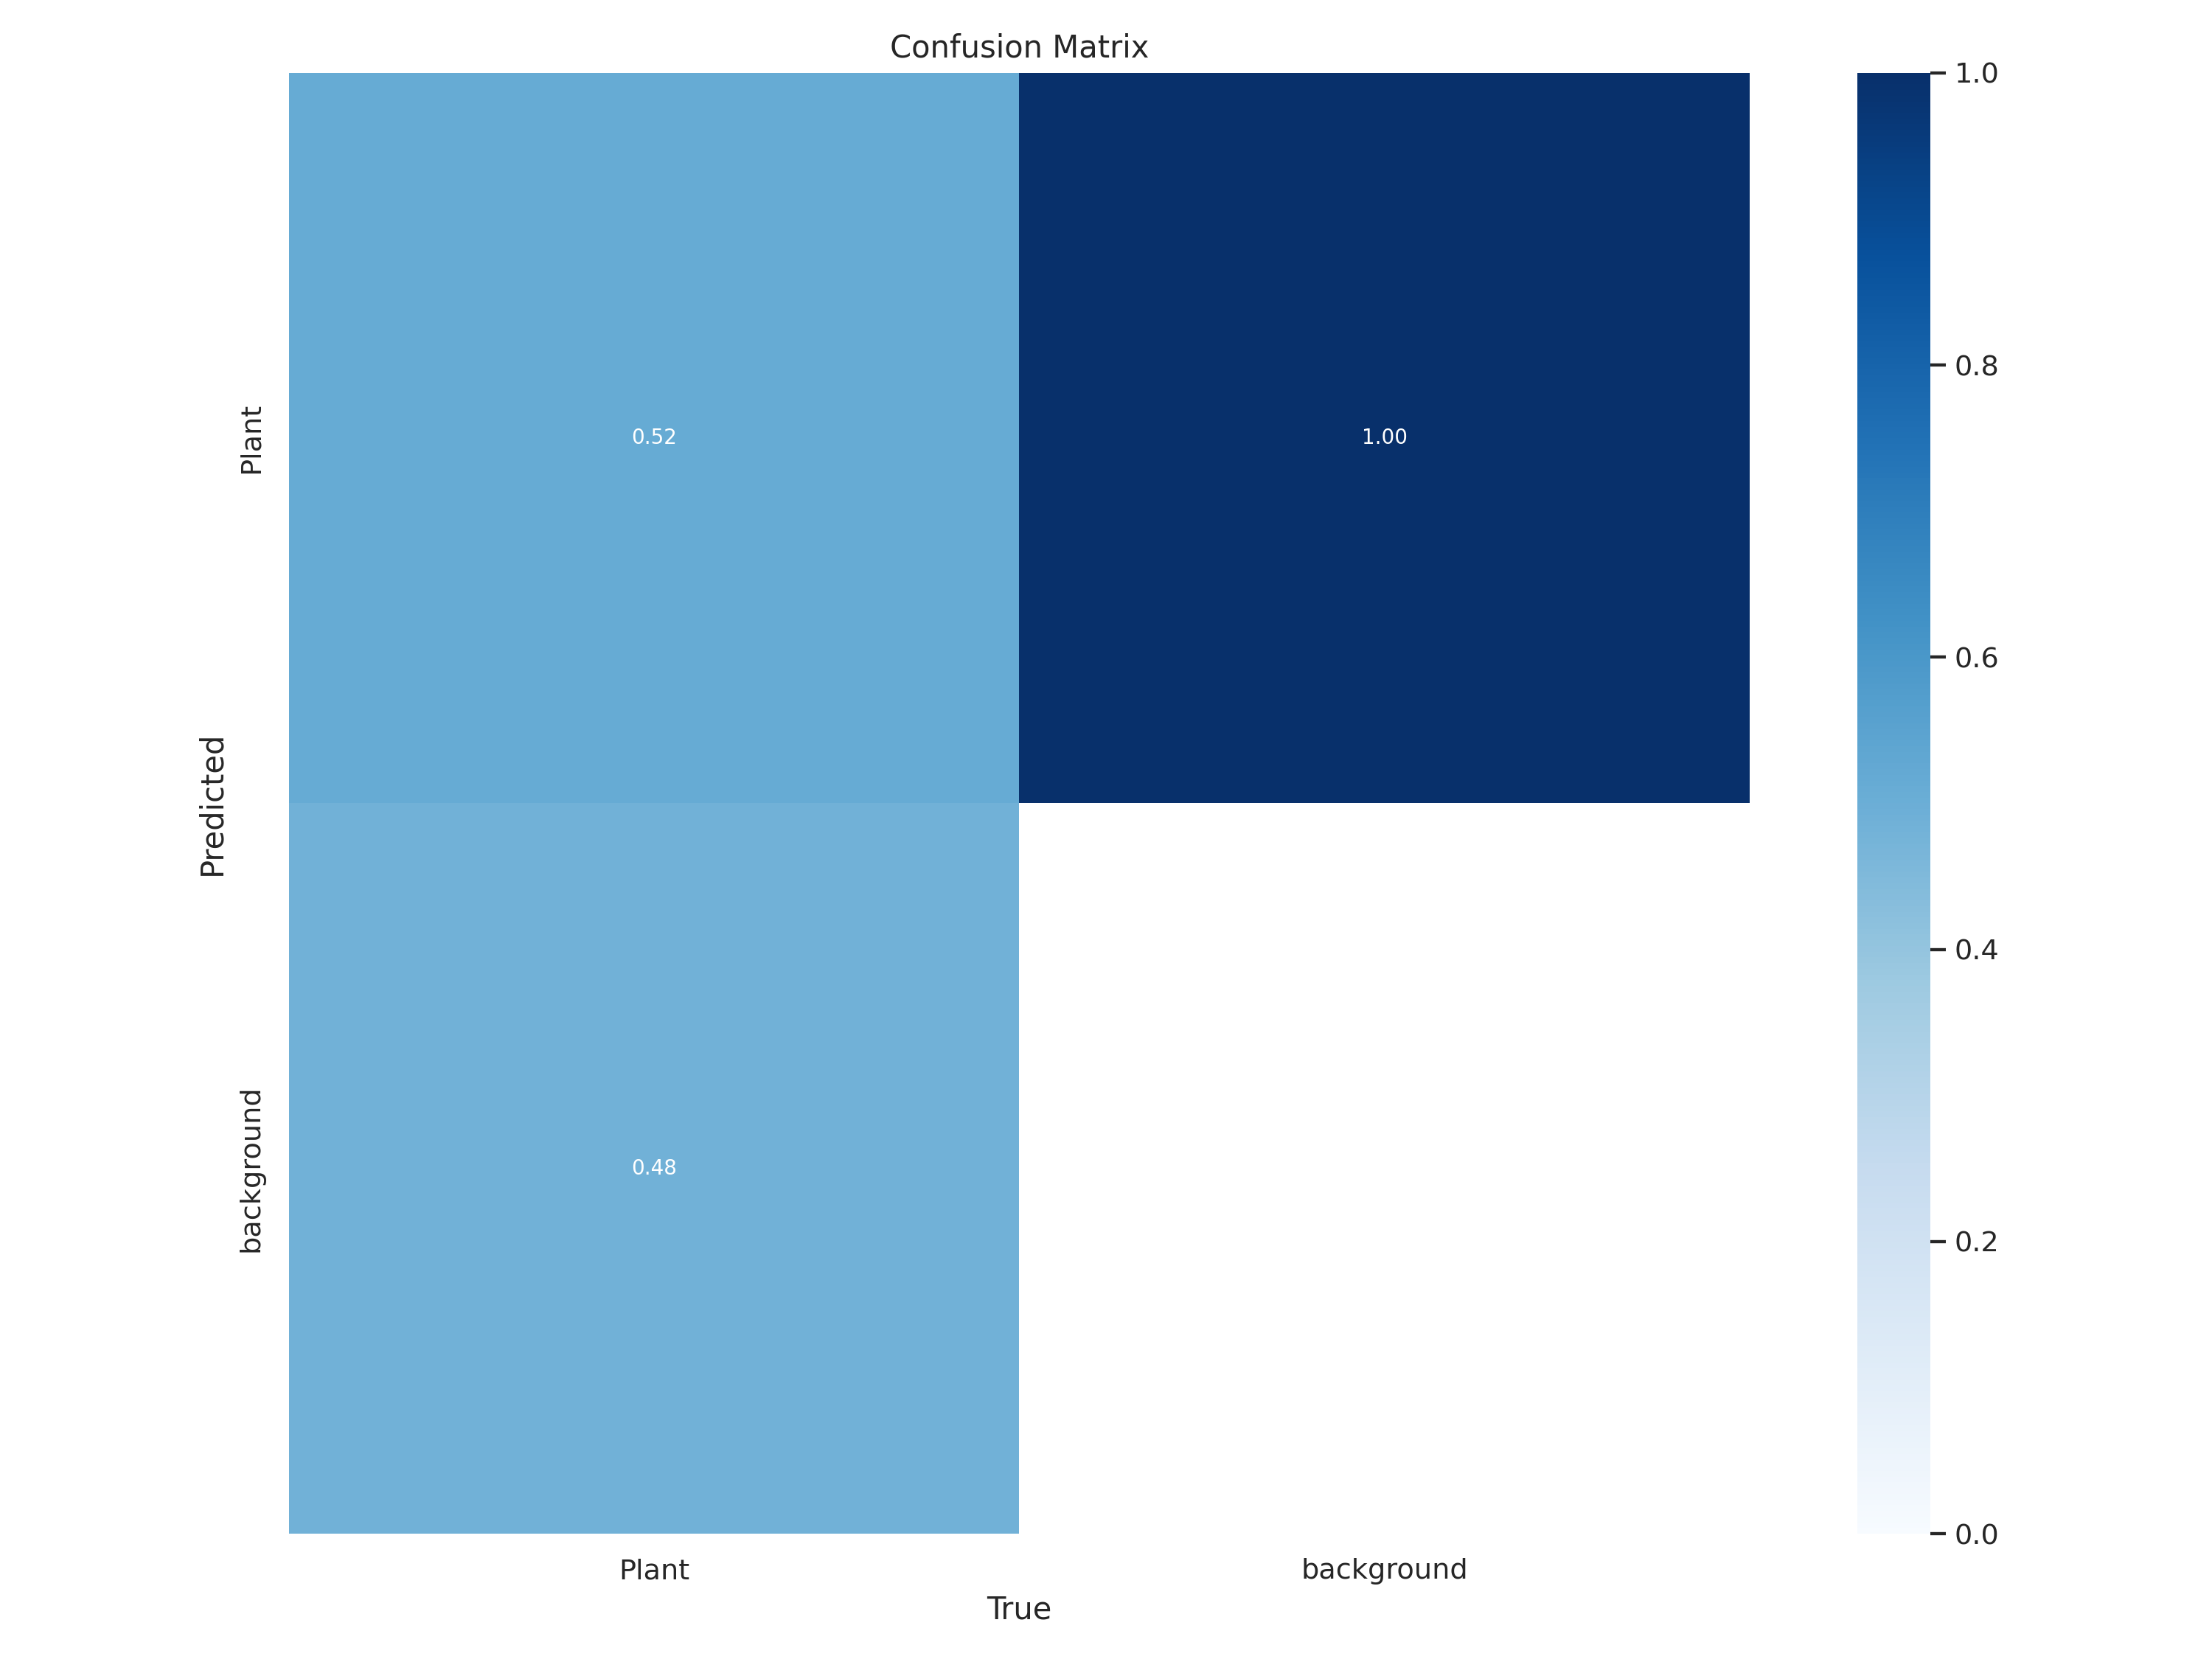 Confusion Matrix
1.0
0.8
0.6
0.4
0.2
0.0
Predicted
Plant
background
0.52
1.00
0.48
Plant
background
True